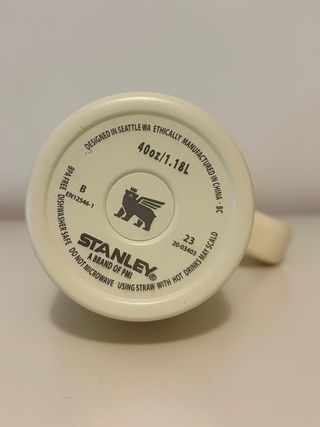 DESIGNED IN SEATTLE WA ETHICALLY MANUFACTURED IN CHINA · BC
40oz/1.18L
BPA FREE DISHWASHER SAFE DO NOT MICROWAVE USING STRAW WITH HOT DRINKS MAY SCALD
B
EN12546-1
23
20-03403
STANLEY®
A BRAND OF PMI